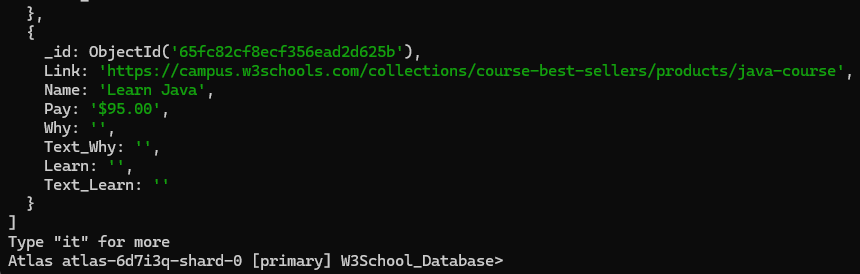 },
{
_id: ObjectId('65fc82cf8ecf356ead2d625b'),
Link: 'https://campus.w3schools.com/collections/course-best-sellers/products/java-course',
Name: 'Learn Java',
Pay: '$95.00',
Why: '',
Text_Why: '',
Learn: '',
Text_Learn: ''
}
]
Type "it" for more
Atlas atlas-6d7i3q-shard-0 [primary] W3School_Database>